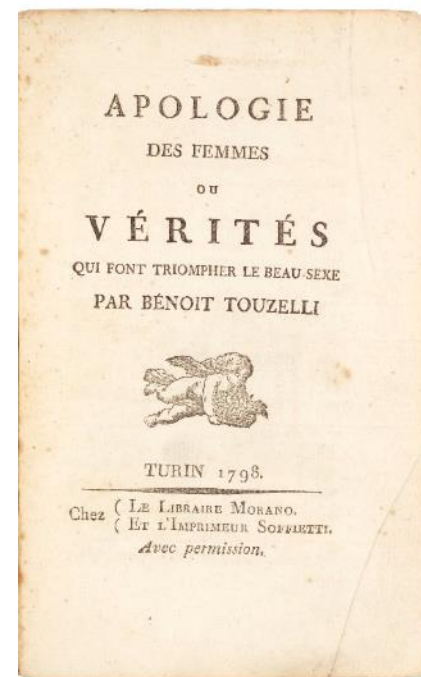 APOLOGIE
DES FEMMES
OU
VÉRITÉS
QUI FONT TRIOMPHER LE BEAU-SEXE
PAR BÉNOIT TOUZELLI
TURIN 1798.
Chez ( LE LIBRAIRE MORANO.
( ET L'IMPRIMEUR SOFFIETTI.
Avec permission.